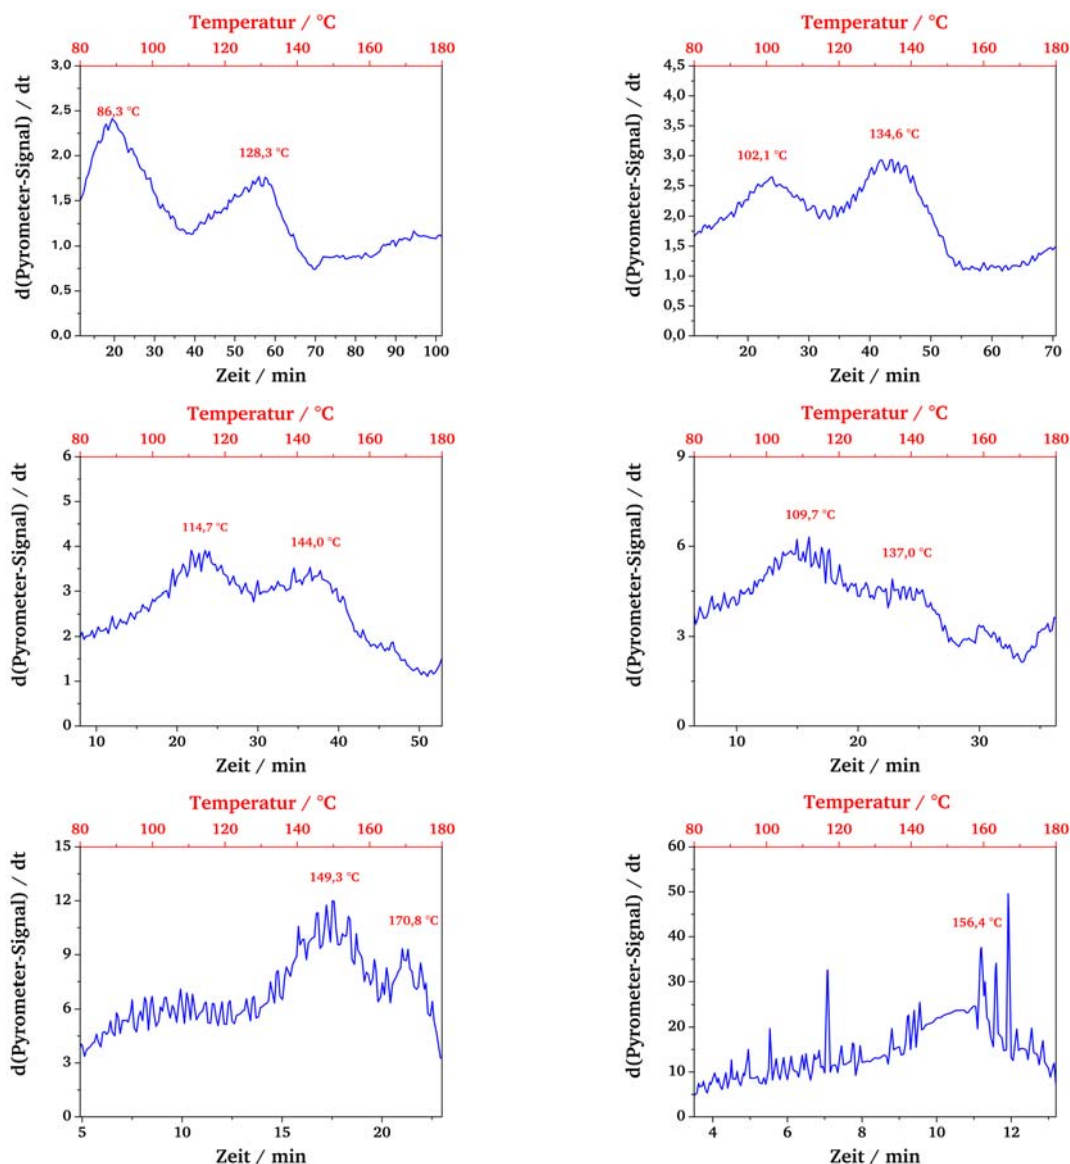 Temperatur / °C
80 100 120 140 160 180
3,0
2,5
2,0
1,5
1,0
0,5
0,0
d(Pyrometer-Signal) / dt
86,3 °C
128,3 °C
20 30 40 50 60 70 80 90 100
Zeit / min
Temperatur / °C
80 100 120 140 160 180
4,5
4,0
3,5
3,0
2,5
2,0
1,5
1,0
0,5
0,0
d(Pyrometer-Signal) / dt
134,6 °C
102,1 °C
20 30 40 50 60 70
Zeit / min
Temperatur / °C
80 100 120 140 160 180
6
5
4
3
2
1
0
d(Pyrometer-Signal) / dt
114,7 °C
144,0 °C
10 20 30 40 50
Zeit / min
Temperatur / °C
80 100 120 140 160 180
9
6
3
0
d(Pyrometer-Signal) / dt
109,7 °C
137,0 °C
10 20 30
Zeit / min
Temperatur / °C
80 100 120 140 160 180
15
12
9
6
3
0
d(Pyrometer-Signal) / dt
149,3 °C
170,8 °C
5 10 15 20
Zeit / min
Temperatur / °C
80 100 120 140 160 180
60
50
40
30
20
10
0
d(Pyrometer-Signal) / dt
156,4 °C
4 6 8 10 12
Zeit / min